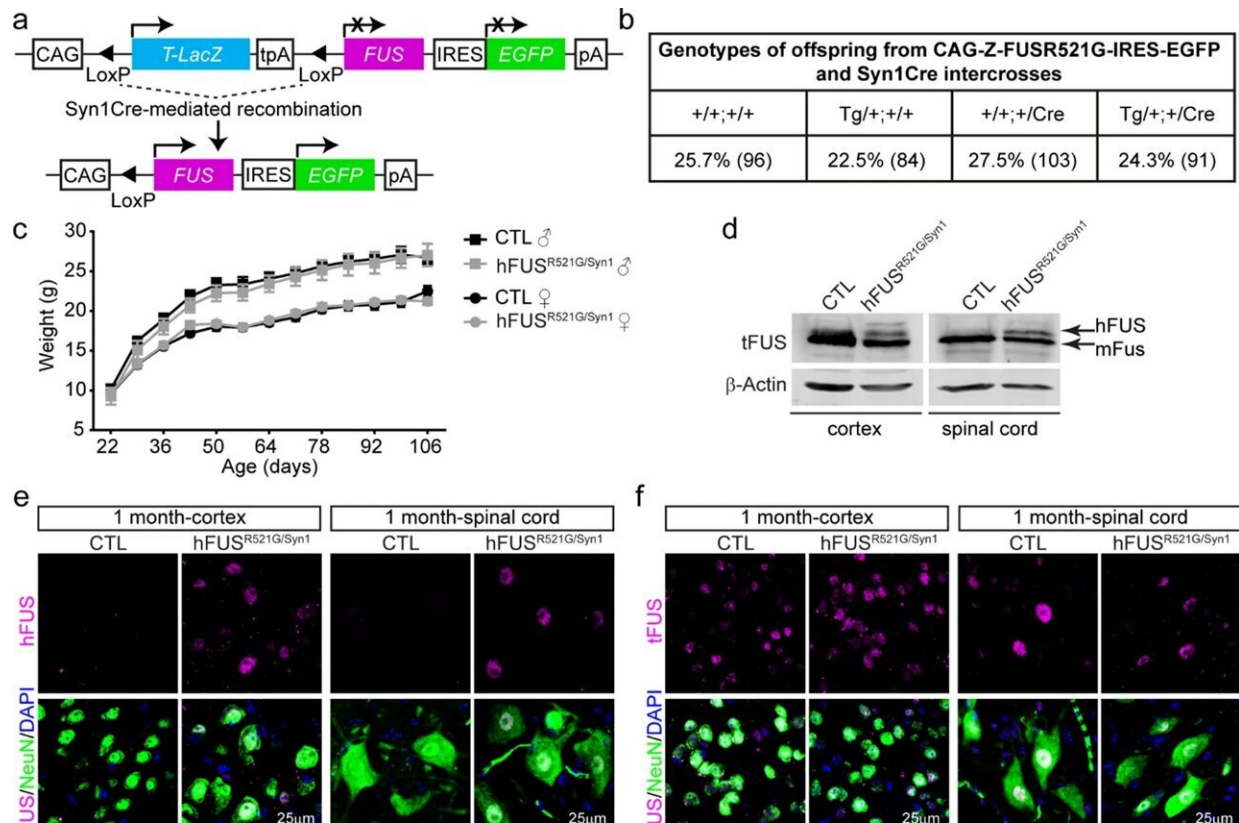 a
CAG
T-LacZ
tpA
FUS
IRES
EGFP
pA
LoxP
LoxP
Syn1Cre-mediated recombination
CAG
FUS
IRES
EGFP
pA
LoxP
b
Genotypes of offspring from CAG-Z-FUSR521G-IRES-EGFP
and Syn1Cre intercrosses
+/+;+/+ Tg/+;+/+ +/+;+/Cre Tg/+;+/Cre
25.7% (96) 22.5% (84) 27.5% (103) 24.3% (91)
c
Weight (g)
30
25
20
15
10
5
22 36 50 64 78 92 106
Age (days)
CTL ♂
hFUSR521G/Syn1 ♂
CTL ♀
hFUSR521G/Syn1 ♀
d
CTL hFUSR521G/Syn1 CTL hFUSR521G/Syn1
tFUS
hFUS
mFus
β-Actin
cortex spinal cord
e
1 month-cortex 1 month-spinal cord
CTL hFUSR521G/Syn1 CTL hFUSR521G/Syn1
hFUS
US/NeuN/DAPI
25μm 25μm
f
1 month-cortex 1 month-spinal cord
CTL hFUSR521G/Syn1 CTL hFUSR521G/Syn1
tFUS
US/NeuN/DAPI
25μm 25μm